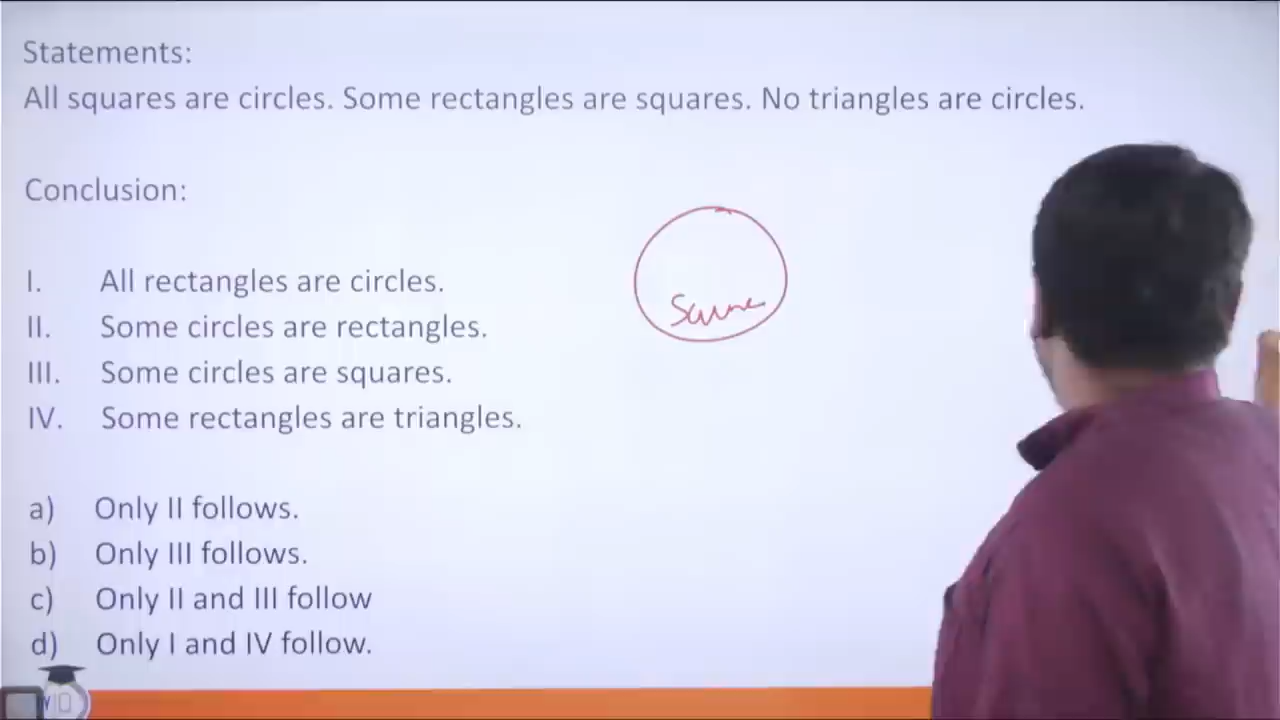 Statements:
All squares are circles. Some rectangles are squares. No triangles are circles.
Conclusion:
I. All rectangles are circles.
II. Some circles are rectangles.
III. Some circles are squares.
IV. Some rectangles are triangles.
Square
a) Only II follows.
b) Only III follows.
c) Only II and III follow
d) Only I and IV follow.